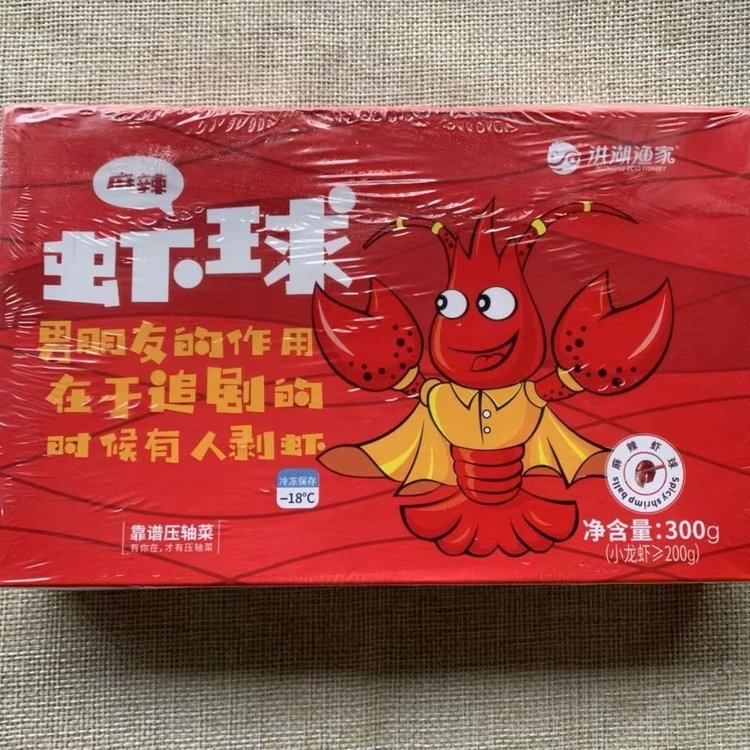 洪湖渔家®
HONGHU ECO FISHERY
麻辣
虾球
男朋友的作用
在于追剧的
时候有人剥虾
冷冻保存
-18℃
麻辣虾球
Spicy shrimp balls
靠谱压轴菜
有你在,才有压轴菜
净含量:300g
(小龙虾≥200g)